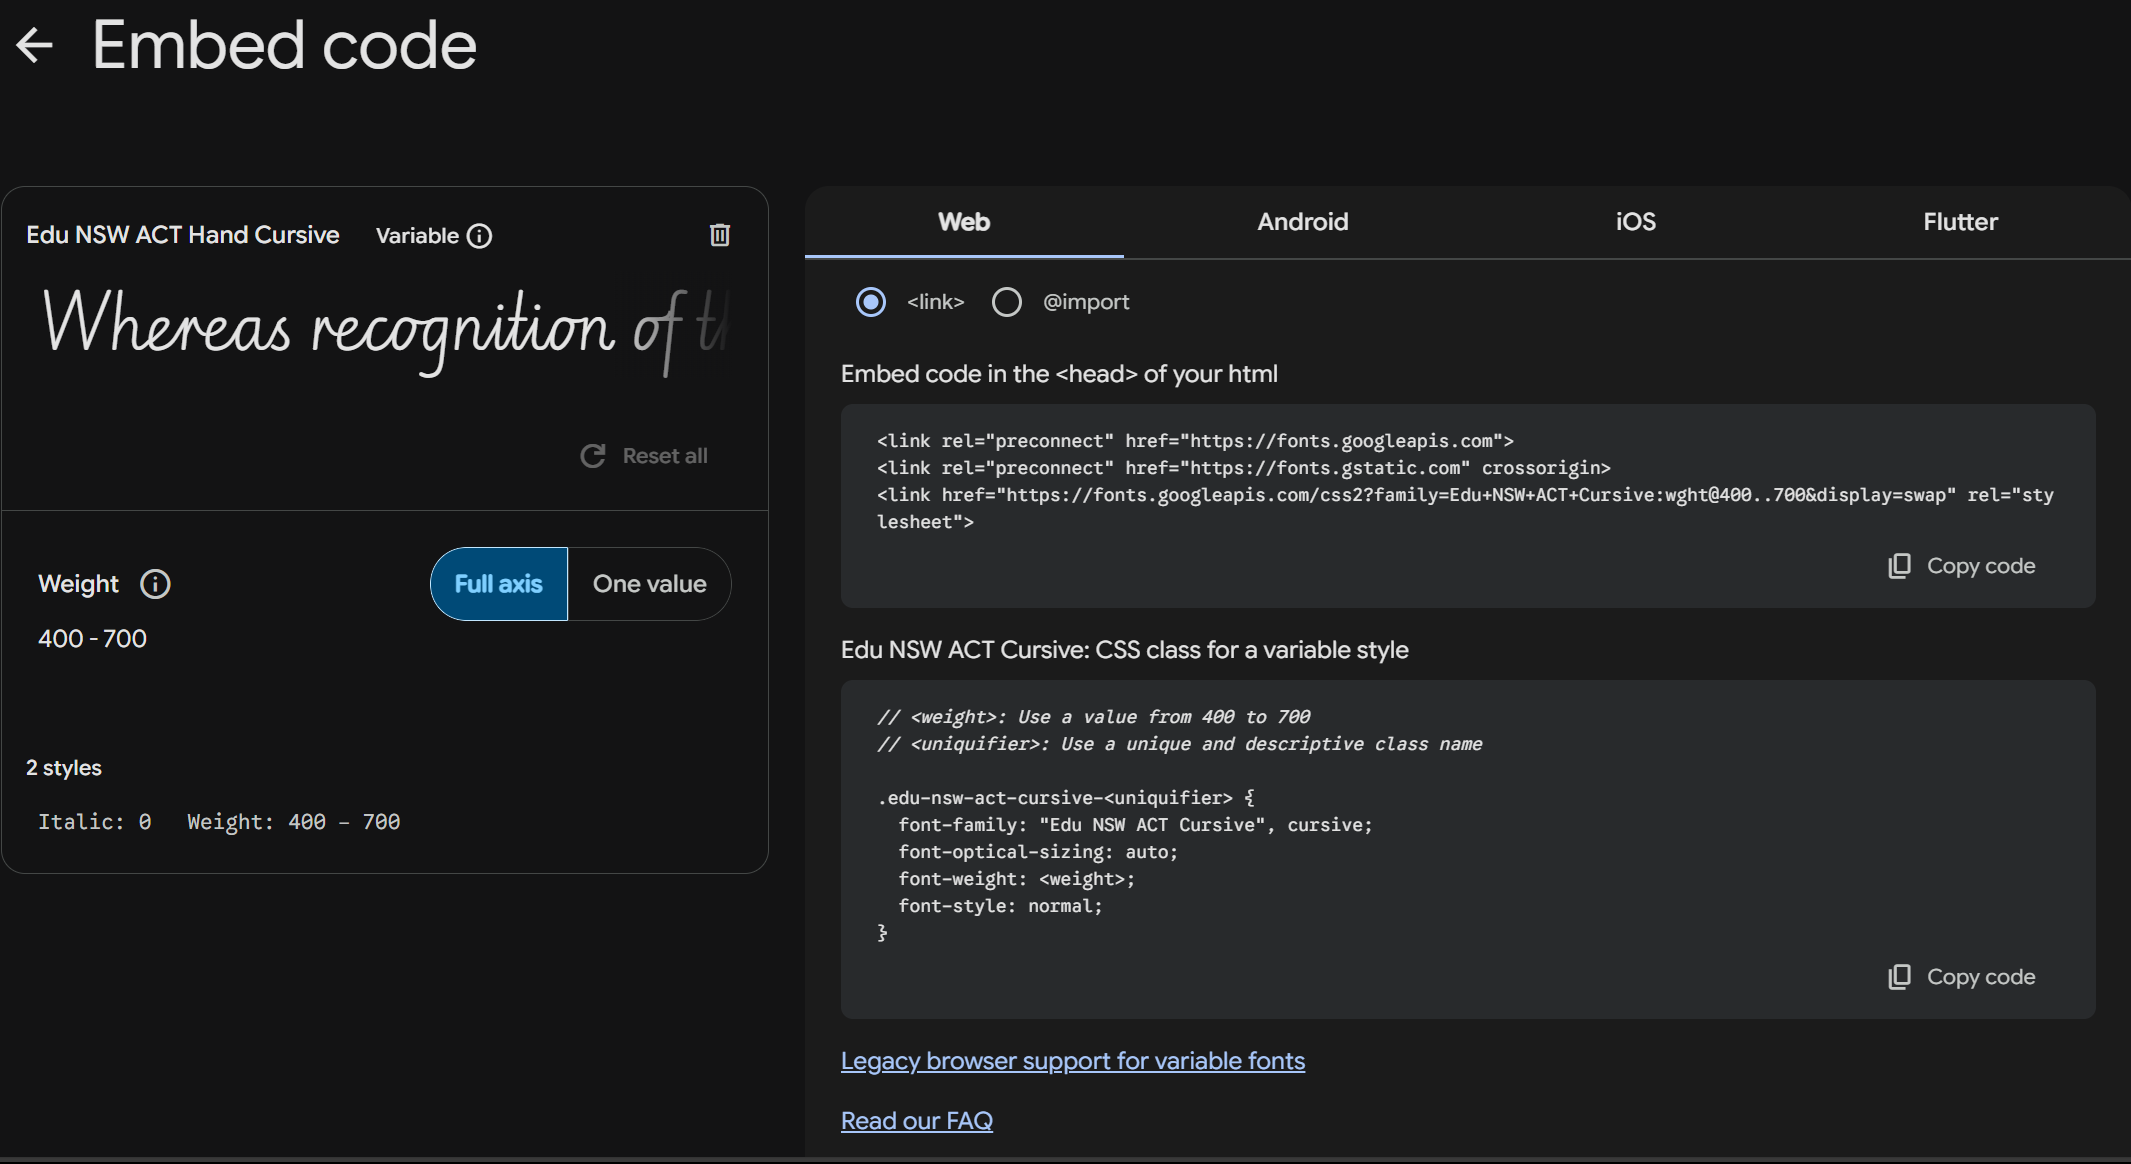 Embed code
Edu NSW ACT Hand Cursive Variable
Whereas recognition of th
Reset all
Weight
Full axis One value
400 - 700
2 styles
Italic: 0 Weight: 400 – 700
Web Android iOS Flutter
<link> @import
Embed code in the <head> of your html
<link rel="preconnect" href="https://fonts.googleapis.com">
<link rel="preconnect" href="https://fonts.gstatic.com" crossorigin>
<link href="https://fonts.googleapis.com/css2?family=Edu+NSW+ACT+Cursive:wght@400..700&display=swap" rel="sty
lesheet">
Copy code
Edu NSW ACT Cursive: CSS class for a variable style
// <weight>: Use a value from 400 to 700
// <uniquifier>: Use a unique and descriptive class name
.edu-nsw-act-cursive-<uniquifier> {
  font-family: "Edu NSW ACT Cursive", cursive;
  font-optical-sizing: auto;
  font-weight: <weight>;
  font-style: normal;
}
Copy code
Legacy browser support for variable fonts
Read our FAQ